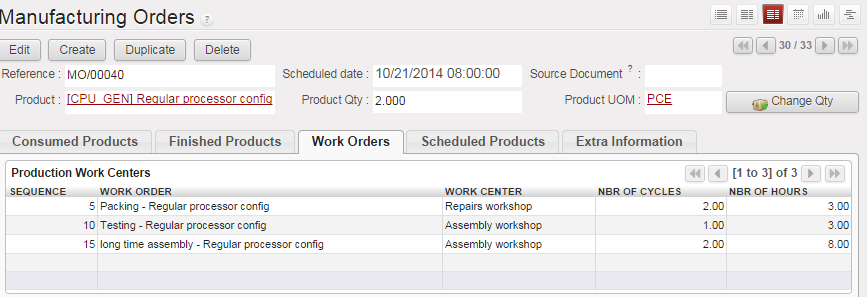 Manufacturing Orders ?
Edit Create Duplicate Delete 30 / 33
Reference : MO/00040 Scheduled date : 10/21/2014 08:00:00 Source Document ? :
Product : [CPU_GEN] Regular processor config Product Qty : 2.000 Product UOM : PCE Change Qty
Consumed Products Finished Products Work Orders Scheduled Products Extra Information
Production Work Centers [1 to 3] of 3
SEQUENCE WORK ORDER WORK CENTER NBR OF CYCLES NBR OF HOURS
5 Packing - Regular processor config Repairs workshop 2.00 3.00
10 Testing - Regular processor config Assembly workshop 1.00 3.00
15 long time assembly - Regular processor config Assembly workshop 2.00 8.00